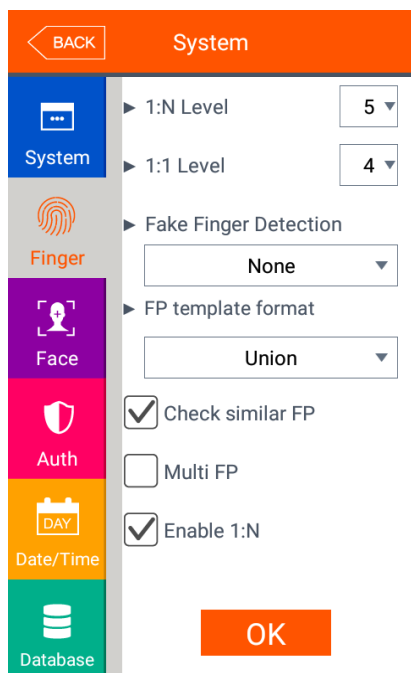 BACK
System
System
Finger
Face
Auth
DAY
Date/Time
Database
1:N Level
5
1:1 Level
4
Fake Finger Detection
None
FP template format
Union
Check similar FP
Multi FP
Enable 1:N
OK